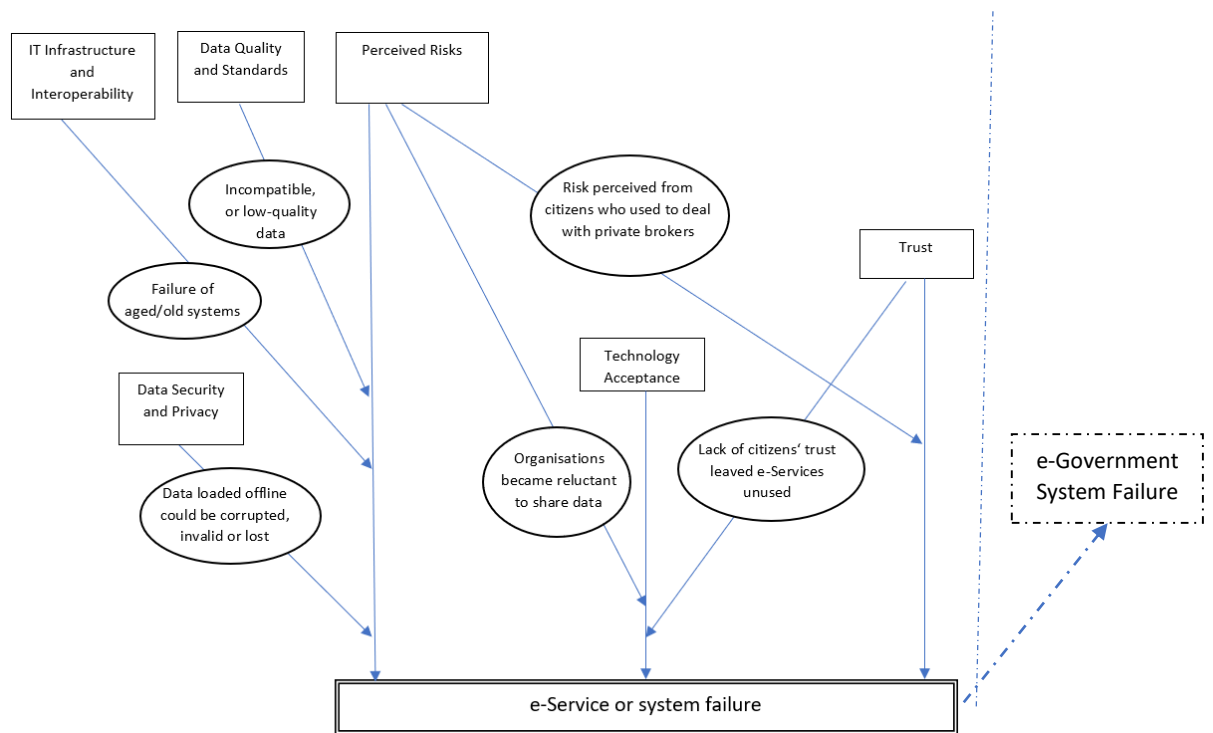 IT Infrastructure
and
Interoperability
Data Quality
and Standards
Perceived Risks
Incompatible,
or low-quality
data
Risk perceived from
citizens who used to deal
with private brokers
Trust
Failure of
aged/old systems
Technology
Acceptance
Data Security
and Privacy
Organisations
became reluctant
to share data
Lack of citizens‘ trust
leaved e-Services
unused
e-Government
System Failure
Data loaded offline
could be corrupted,
invalid or lost
e-Service or system failure